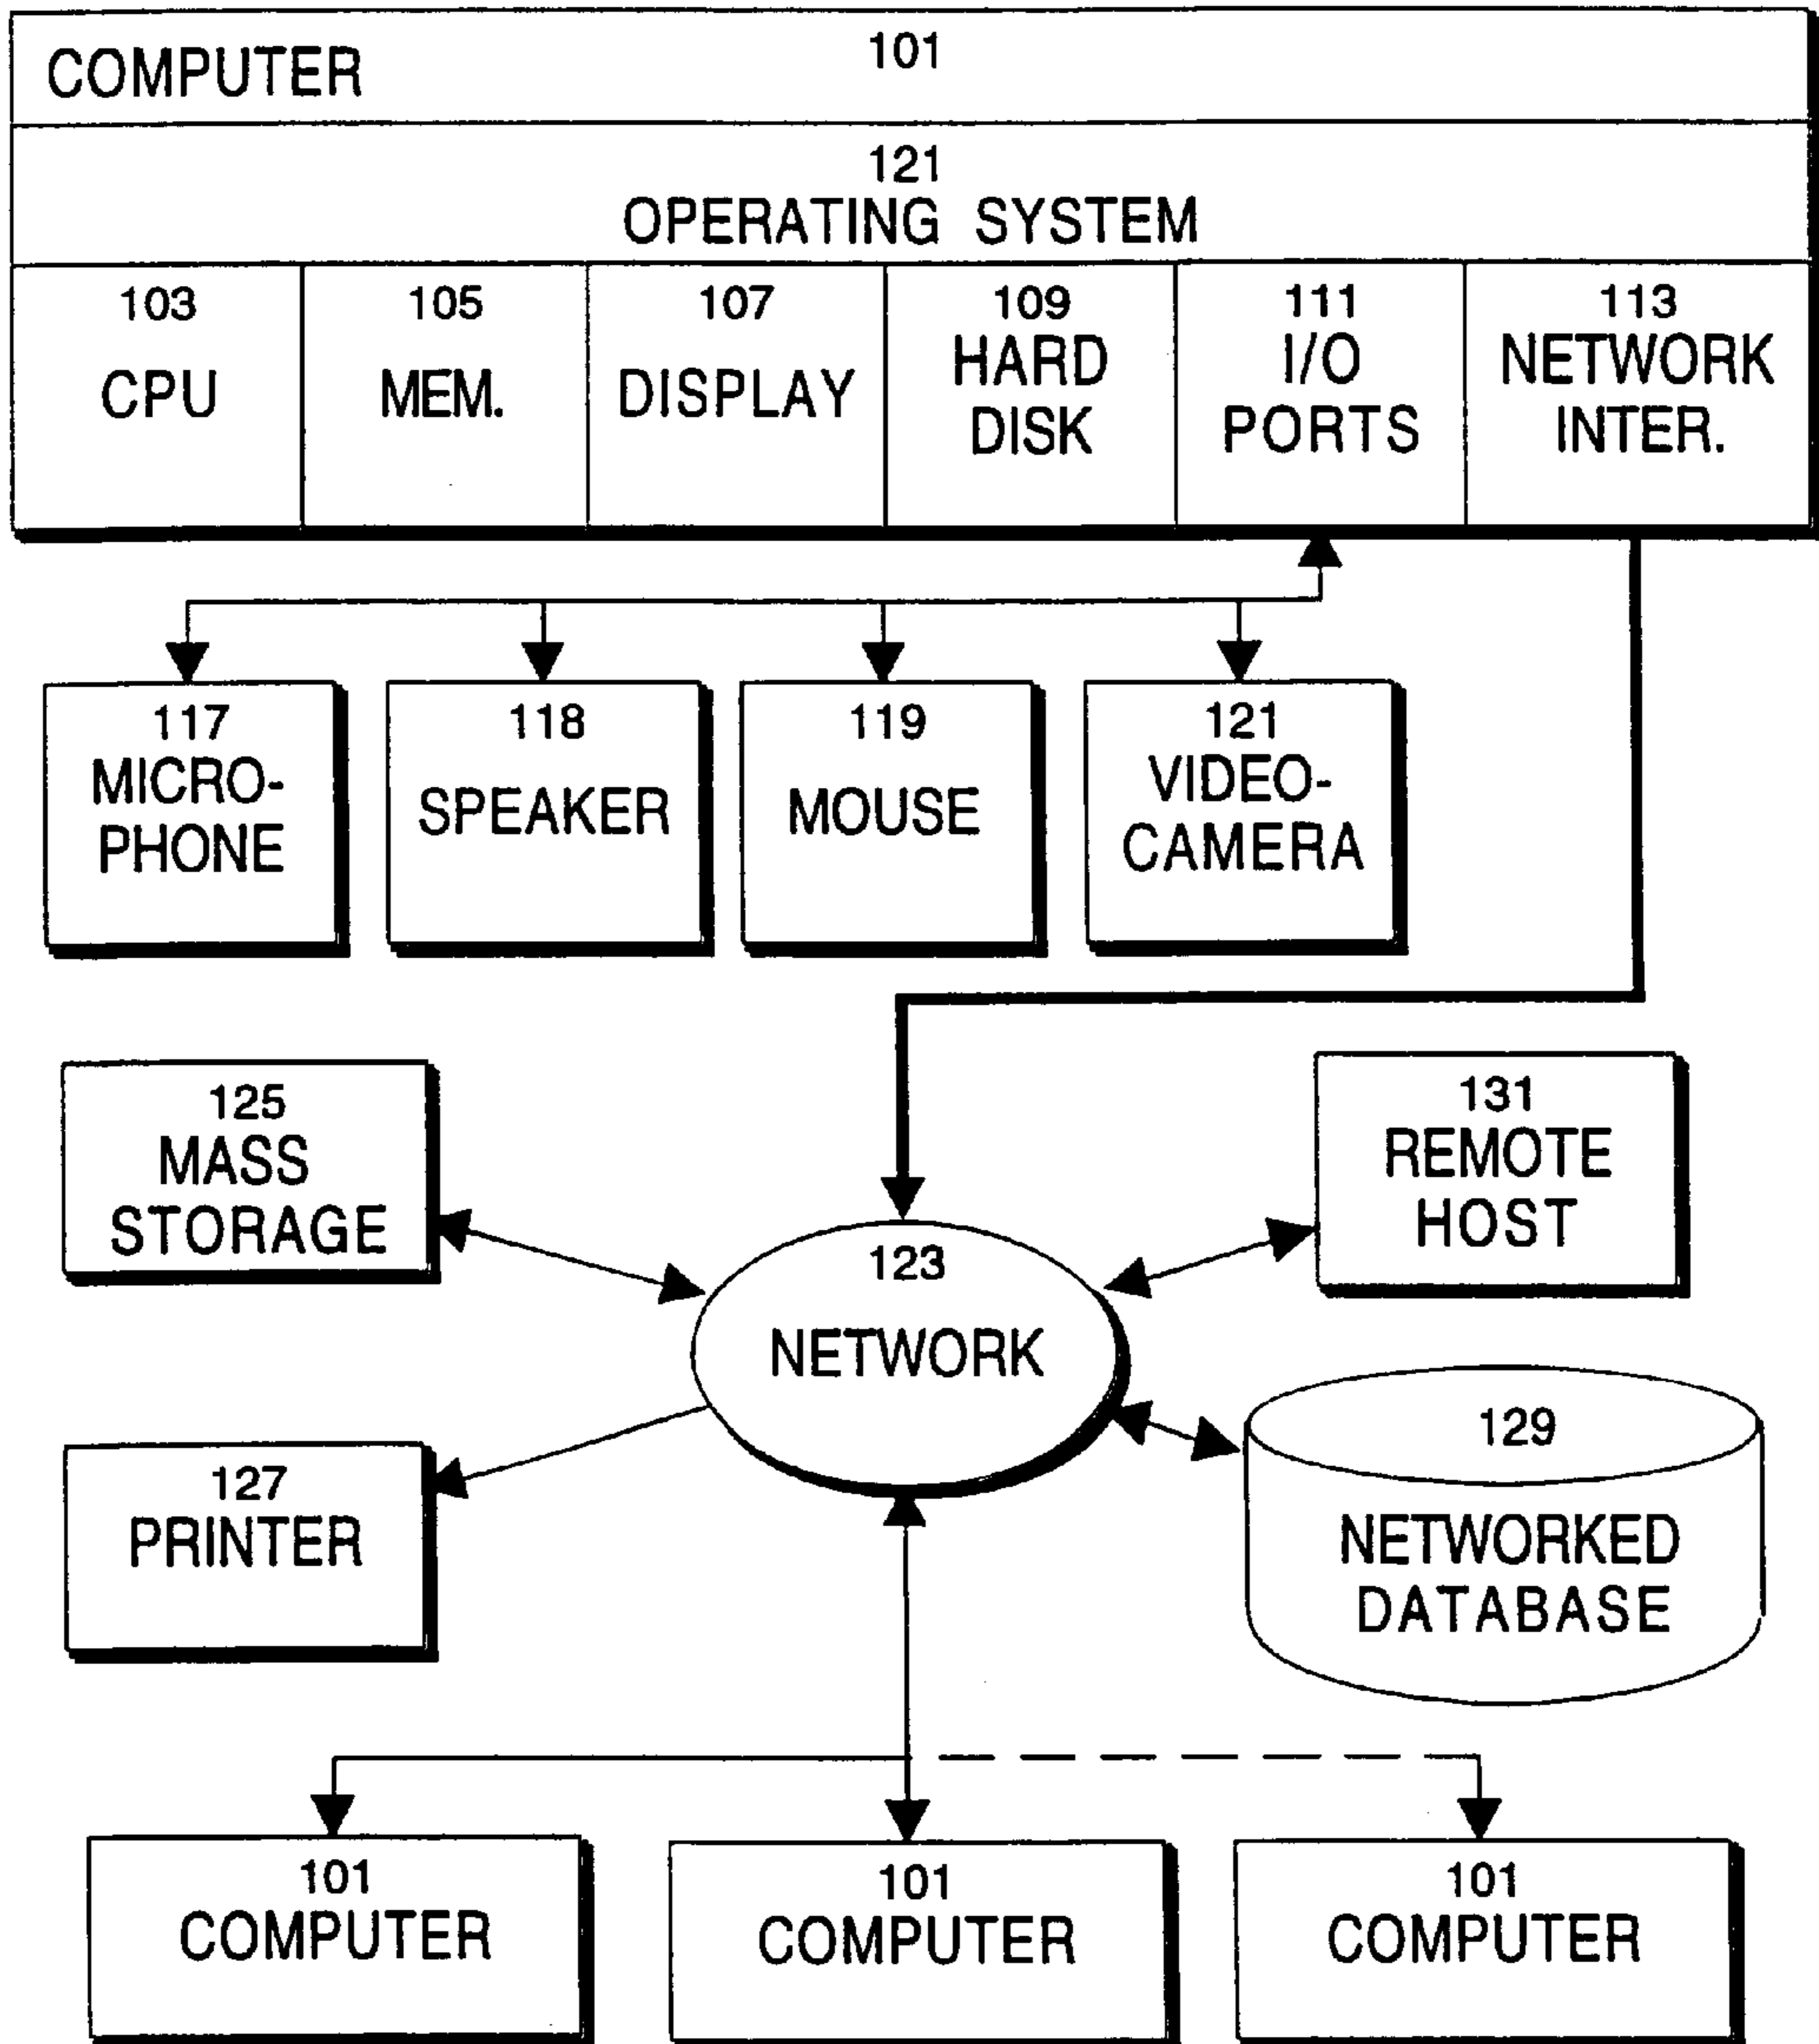 101
COMPUTER
121
OPERATING SYSTEM
103
CPU
105
MEM.
107
DISPLAY
109
HARD
DISK
111
I/O
PORTS
113
NETWORK
INTER.
117
MICRO-
PHONE
118
SPEAKER
119
MOUSE
121
VIDEO-
CAMERA
125
MASS
STORAGE
131
REMOTE
HOST
123
NETWORK
127
PRINTER
129
NETWORKED
DATABASE
101
COMPUTER
101
COMPUTER
101
COMPUTER